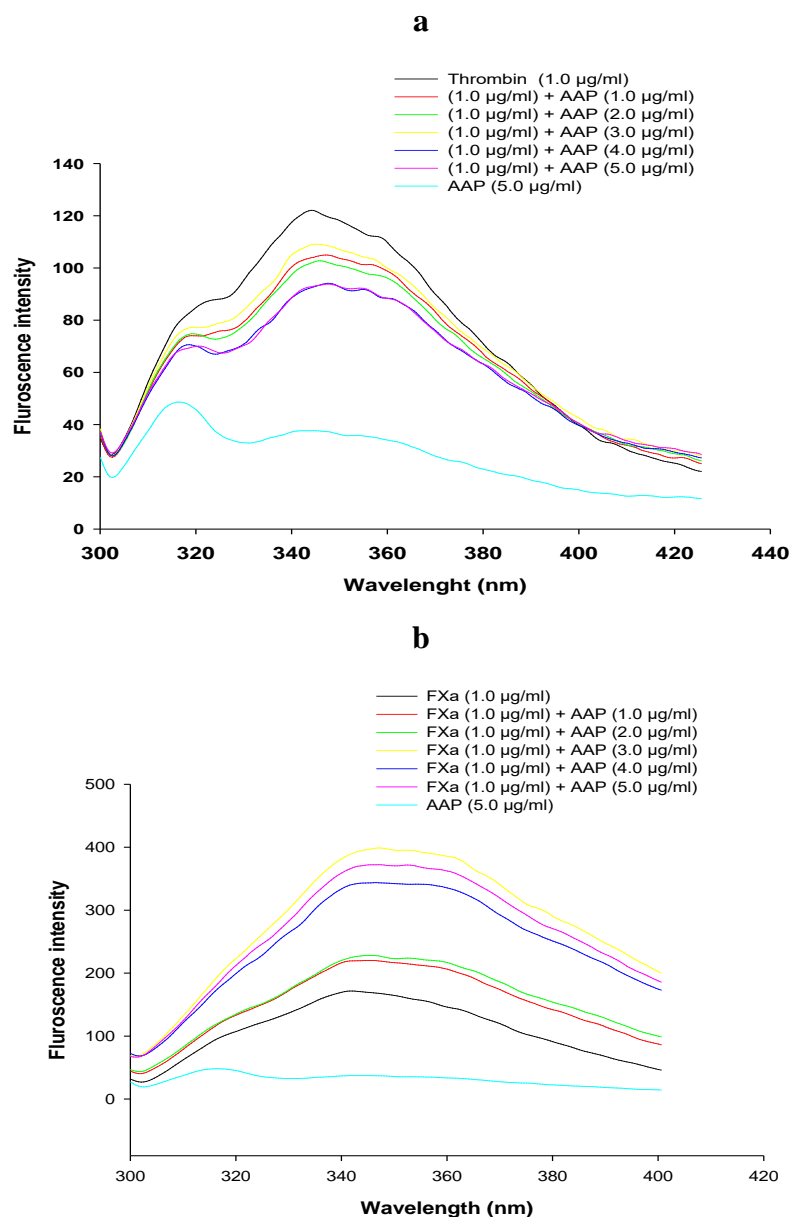 a
Thrombin (1.0 µg/ml)
(1.0 µg/ml) + AAP (1.0 µg/ml)
(1.0 µg/ml) + AAP (2.0 µg/ml)
(1.0 µg/ml) + AAP (3.0 µg/ml)
(1.0 µg/ml) + AAP (4.0 µg/ml)
(1.0 µg/ml) + AAP (5.0 µg/ml)
AAP (5.0 µg/ml)
140
120
100
80
60
40
20
0
Fluroscence intensity
300 320 340 360 380 400 420 440
Wavelenght (nm)
b
FXa (1.0 µg/ml)
FXa (1.0 µg/ml) + AAP (1.0 µg/ml)
FXa (1.0 µg/ml) + AAP (2.0 µg/ml)
FXa (1.0 µg/ml) + AAP (3.0 µg/ml)
FXa (1.0 µg/ml) + AAP (4.0 µg/ml)
FXa (1.0 µg/ml) + AAP (5.0 µg/ml)
AAP (5.0 µg/ml)
500
400
300
200
100
0
Fluroscence intensity
300 320 340 360 380 400 420
Wavelength (nm)